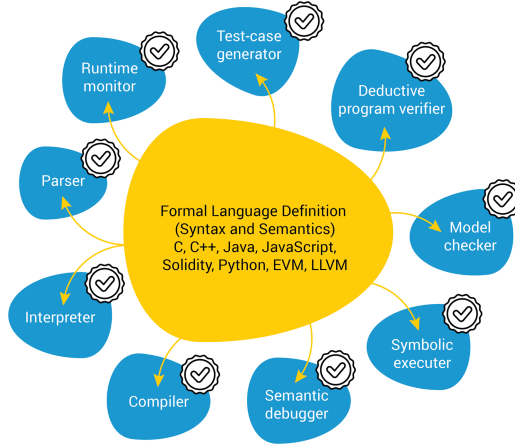 Test-case
generator
Runtime
monitor
Deductive
program verifier
Parser
Formal Language Definition
(Syntax and Semantics)
C, C++, Java, JavaScript,
Solidity, Python, EVM, LLVM
Model
checker
Interpreter
Symbolic
executer
Compiler
Semantic
debugger